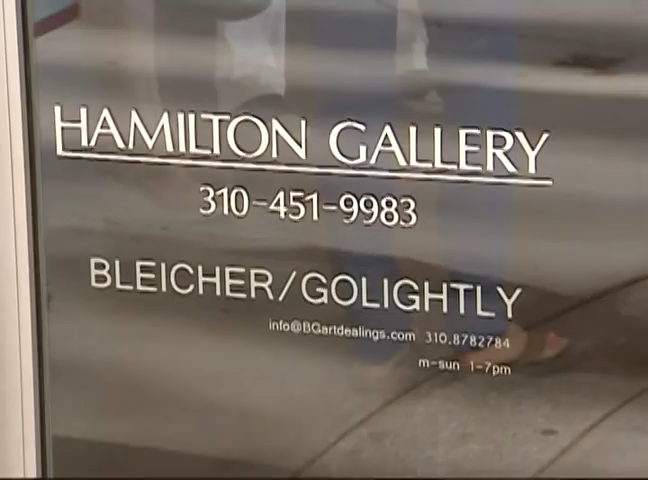 HAMILTON GALLERY
310-451-9983
BLEICHER/GOLIGHTLY
info@BGartdealings.com 310.8782784
m-sun 1-7pm